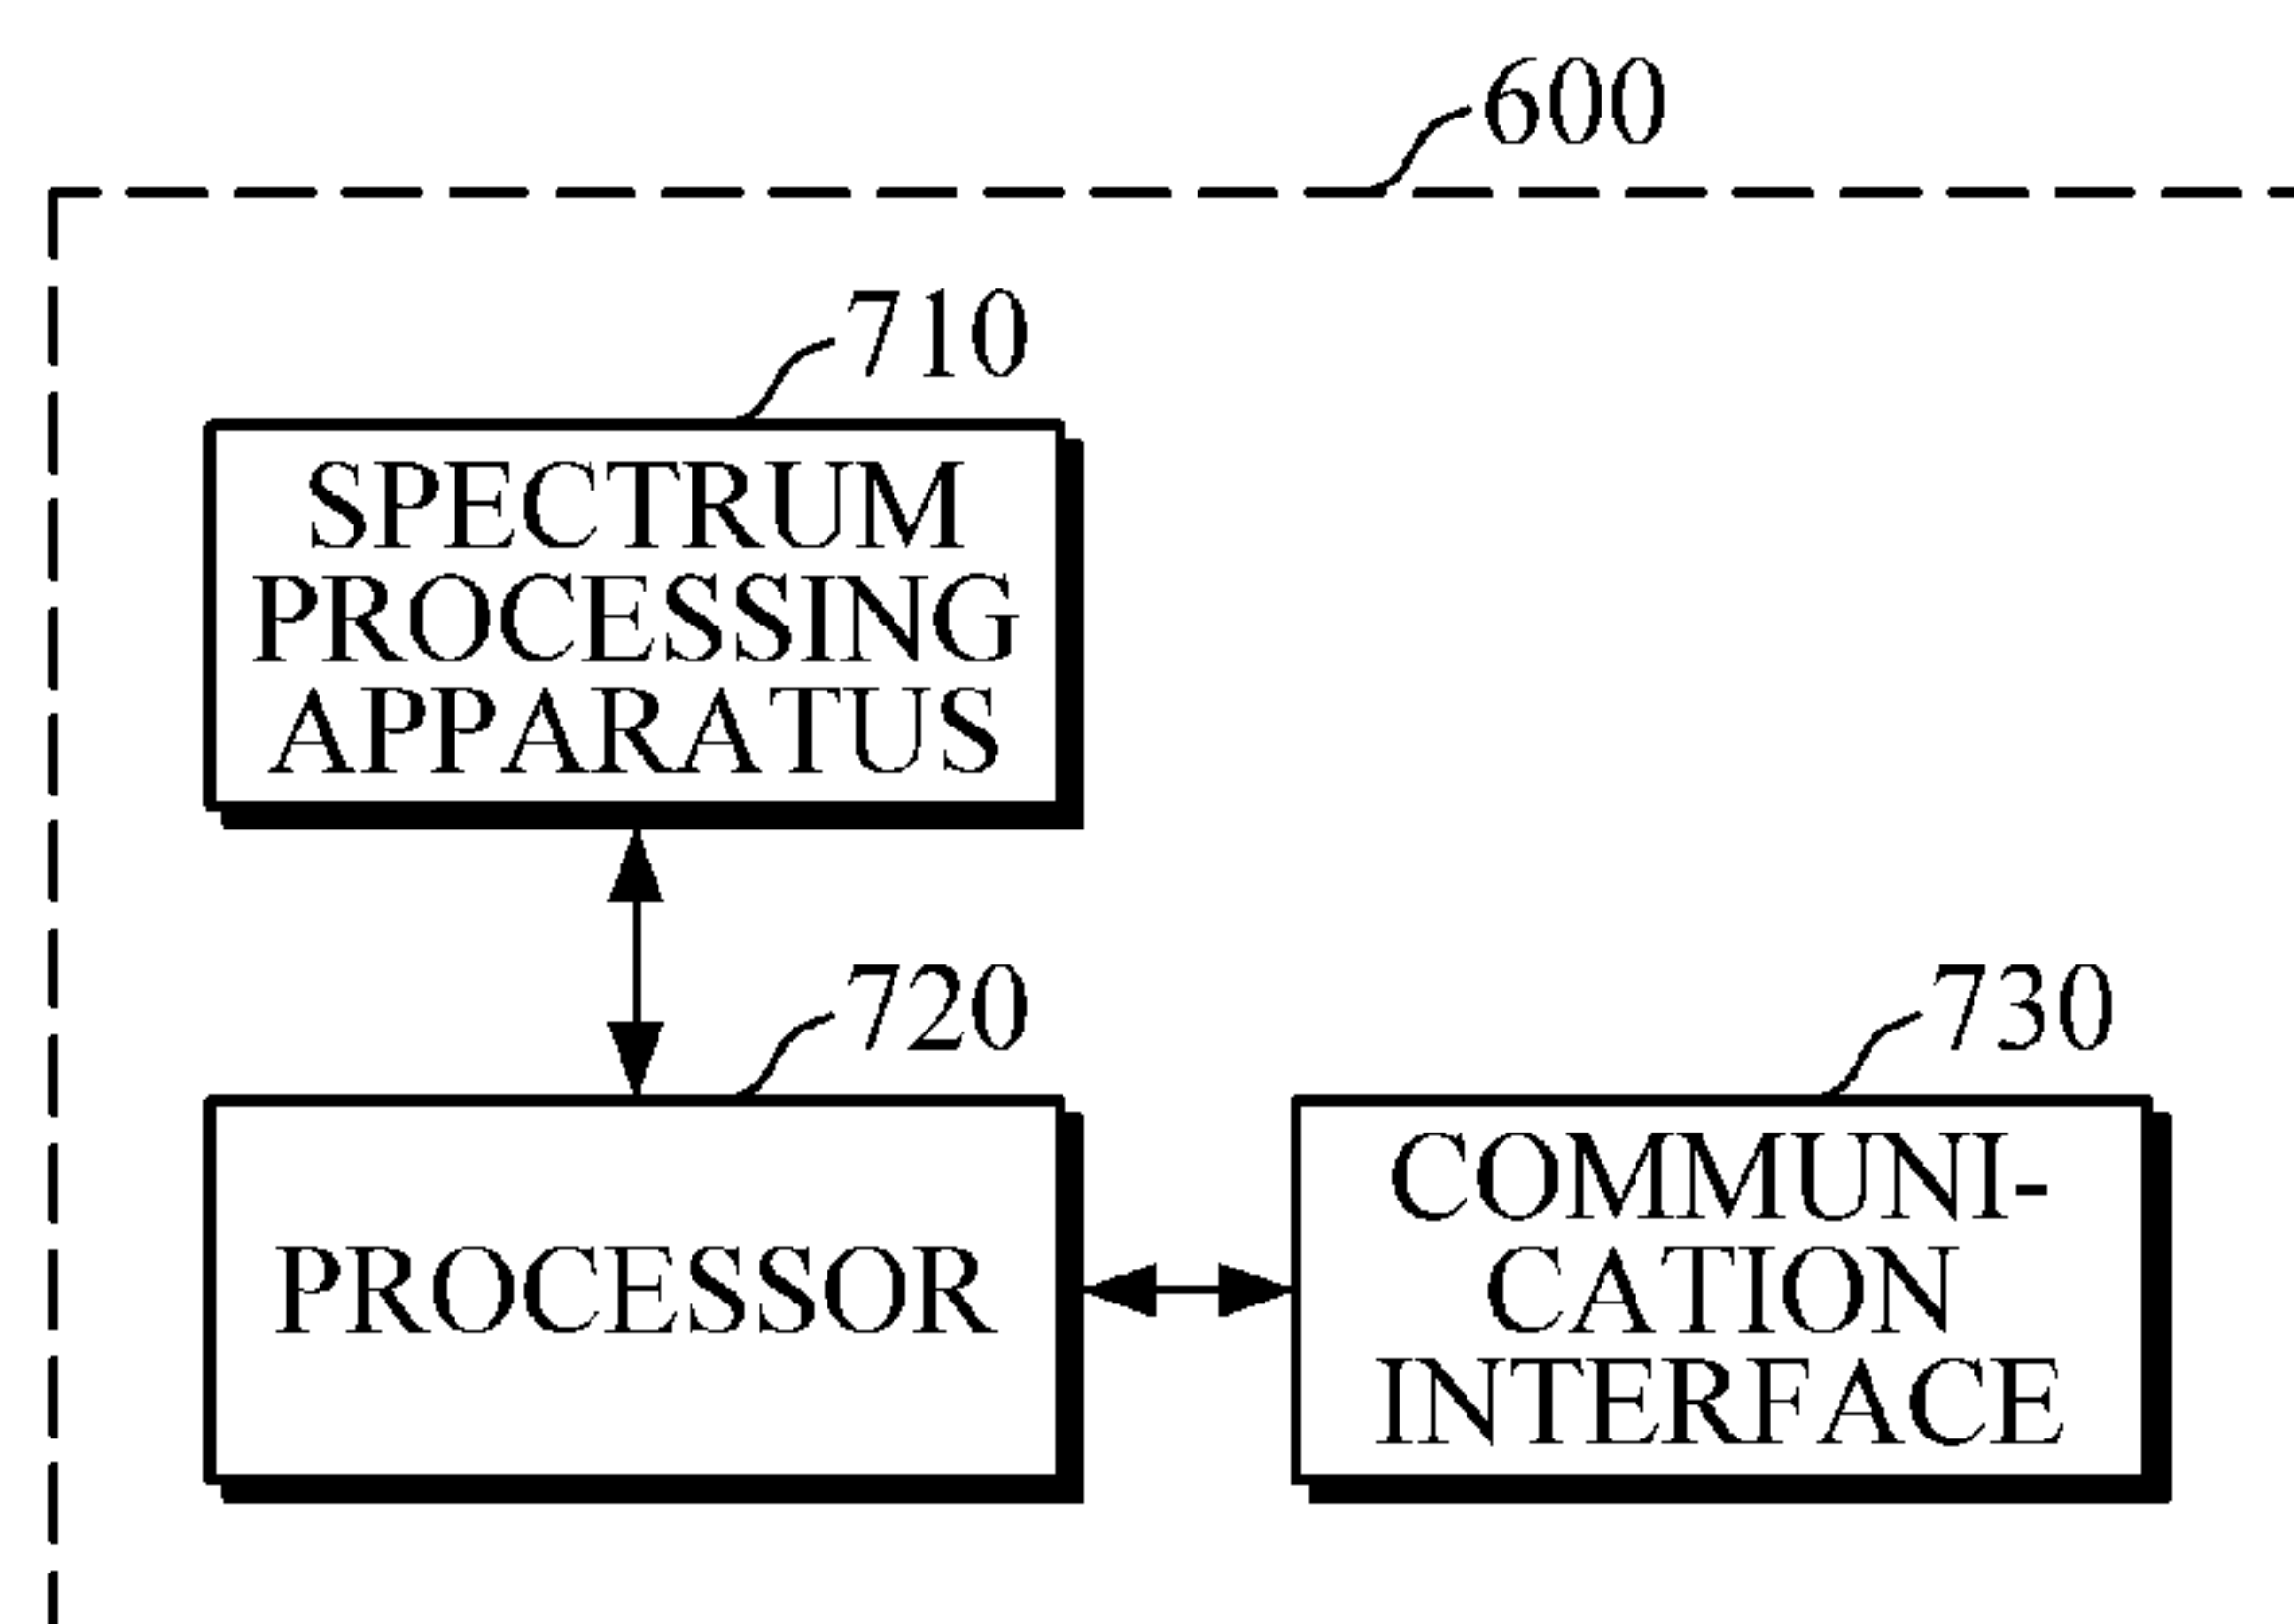 600
710
SPECTRUM
PROCESSING
APPARATUS
720
PROCESSOR
730
COMMUNI-
CATION
INTERFACE